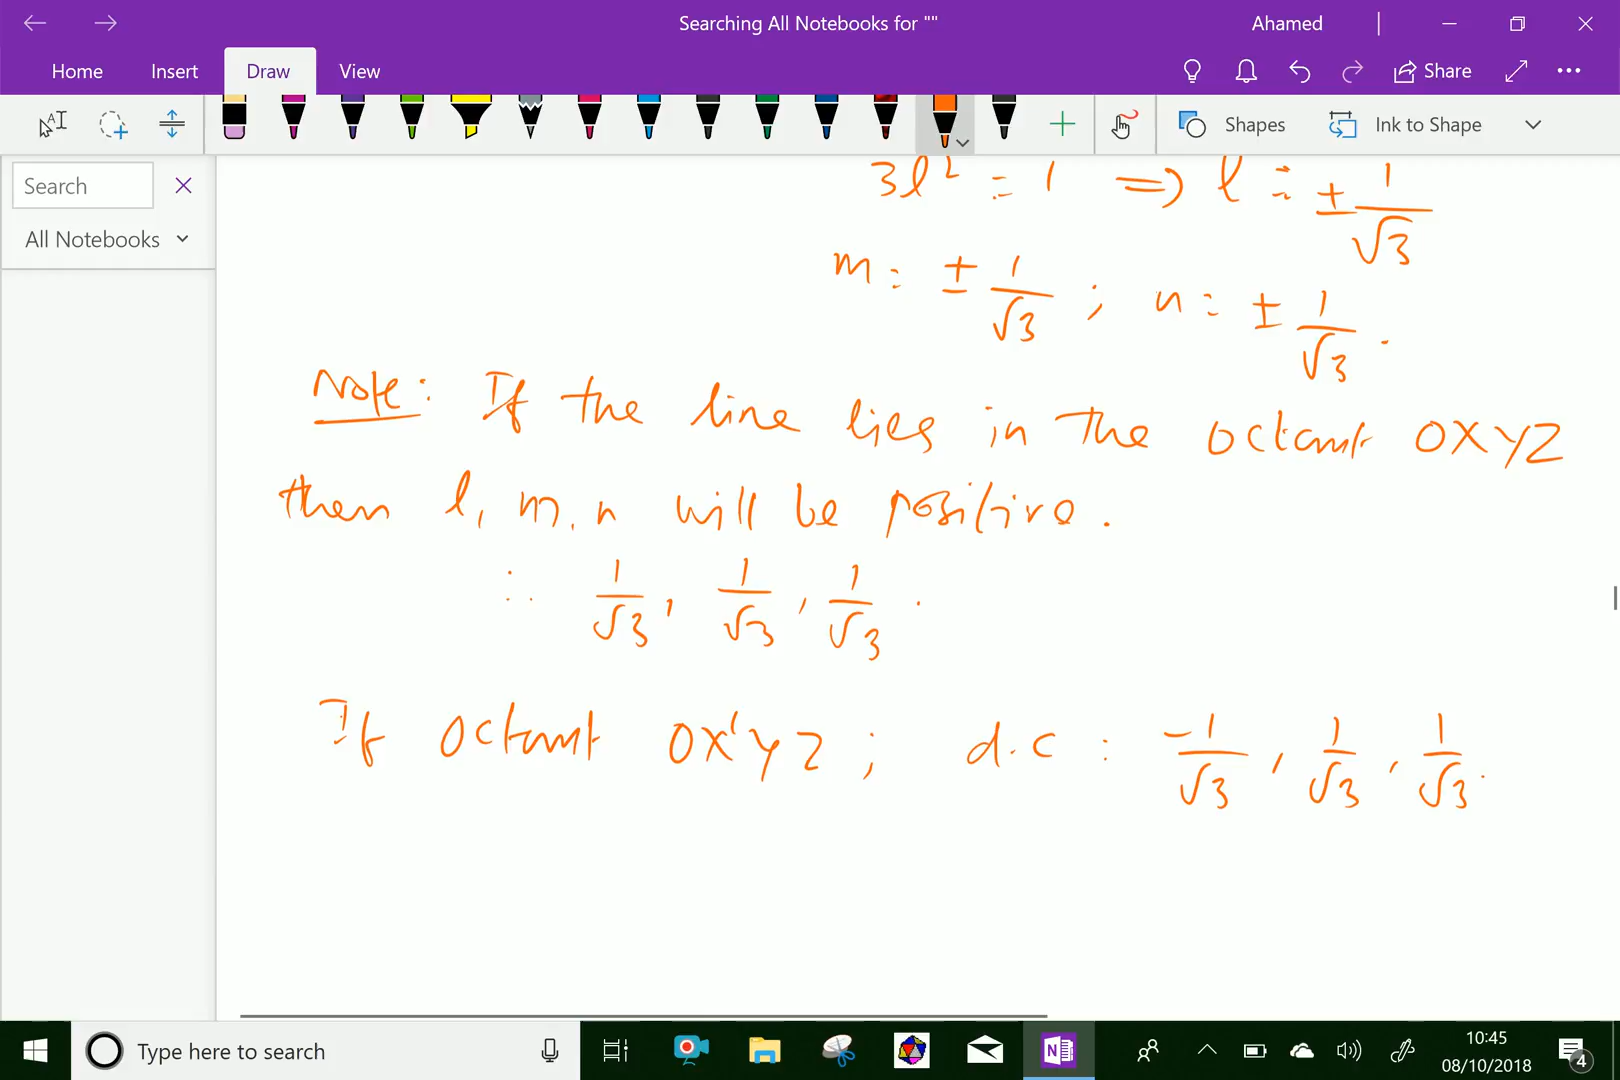 Searching All Notebooks for ""
Ahamed
Home Insert Draw View
Share
Shapes Ink to Shape
Search
All Notebooks
3l² = 1 ⇒ l = ± 1/√3
m = ± 1/√3 ; n = ± 1/√3 .
Note: If the line lies in the octant OXYZ
then l, m, n will be positive.
∴ 1/√3, 1/√3, 1/√3 .
If octant OX'YZ ; d.c : -1/√3, 1/√3, 1/√3.
Type here to search
10:45
08/10/2018
4